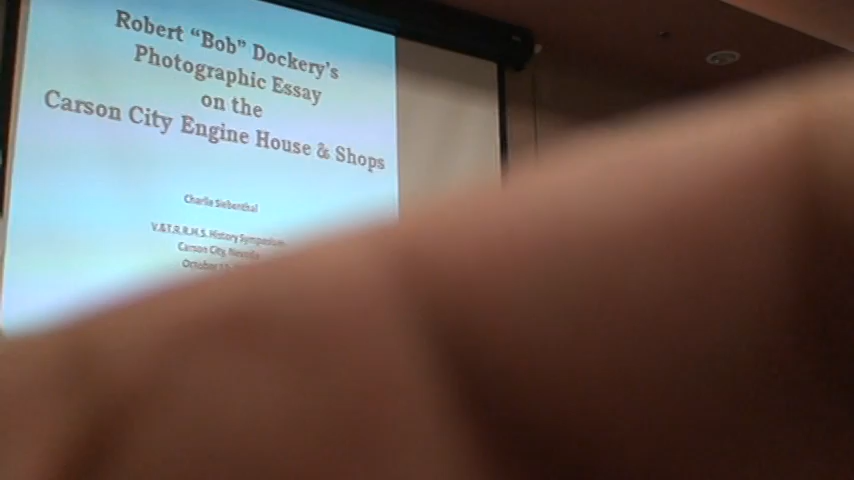 Robert “Bob” Dockery’s
Photographic Essay
on the
Carson City Engine House & Shops
Charlie Siebenthal
V.&T.R.R.H.S. History Symposium
Carson City, Nevada
October